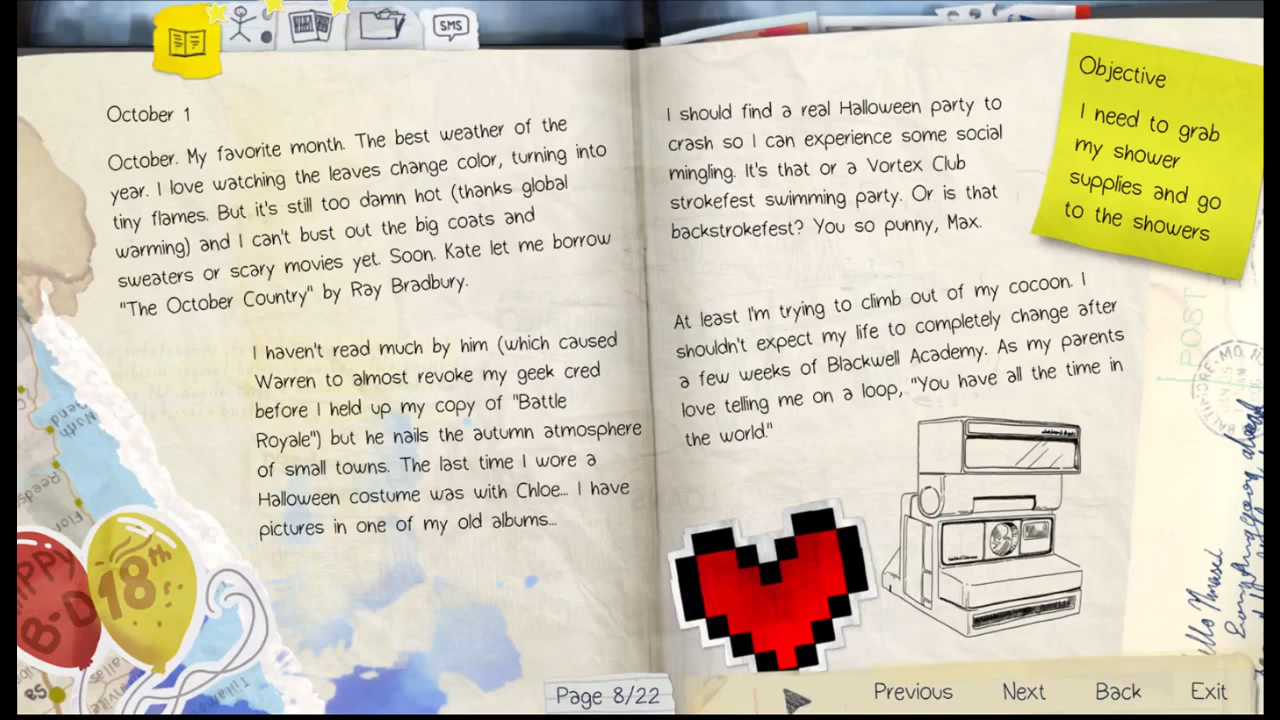 SMS
October 1
October. My favorite month. The best weather of the
year. I love watching the leaves change color, turning into
tiny flames. But it's still too damn hot (thanks global
warming) and I can't bust out the big coats and
sweaters or scary movies yet. Soon. Kate let me borrow
"The October Country" by Ray Bradbury.
I haven't read much by him (which caused
Warren to almost revoke my geek cred
before I held up my copy of "Battle
Royale") but he nails the autumn atmosphere
of small towns. The last time I wore a
Halloween costume was with Chloe... I have
pictures in one of my old albums...
I should find a real Halloween party to
crash so I can experience some social
mingling. It's that or a Vortex Club
strokefest swimming party. Or is that
backstrokefest? You so punny, Max.
At least I'm trying to climb out of my cocoon. I
shouldn't expect my life to completely change after
a few weeks of Blackwell Academy. As my parents
love telling me on a loop, "You have all the time in
the world."
Objective
I need to grab
my shower
supplies and go
to the showers
POST
B-D
18th
Page 8/22
Previous
Next
Back
Exit